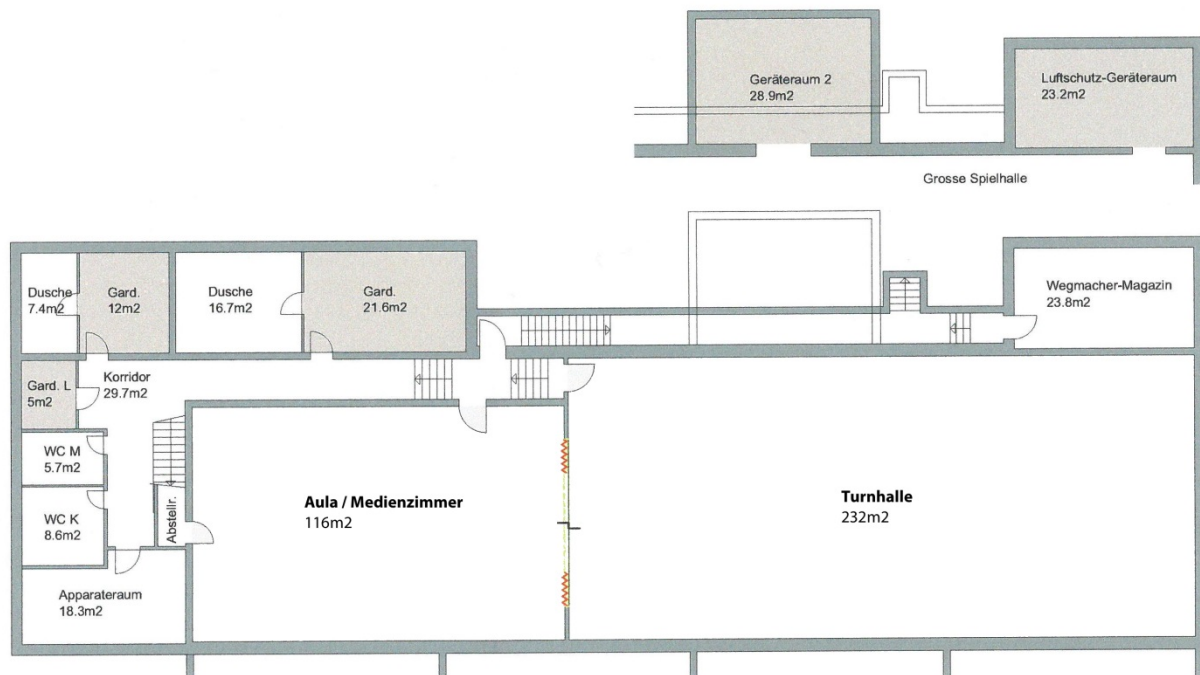 Geräteraum 2
28.9m2
Luftschutz-Geräteraum
23.2m2
Grosse Spielhalle
Dusche
7.4m2
Gard.
12m2
Dusche
16.7m2
Gard.
21.6m2
Wegmacher-Magazin
23.8m2
Gard. L
5m2
Korridor
29.7m2
WC M
5.7m2
WC K
8.6m2
Abstellr.
Aula / Medienzimmer
116m2
Turnhalle
232m2
Apparateraum
18.3m2